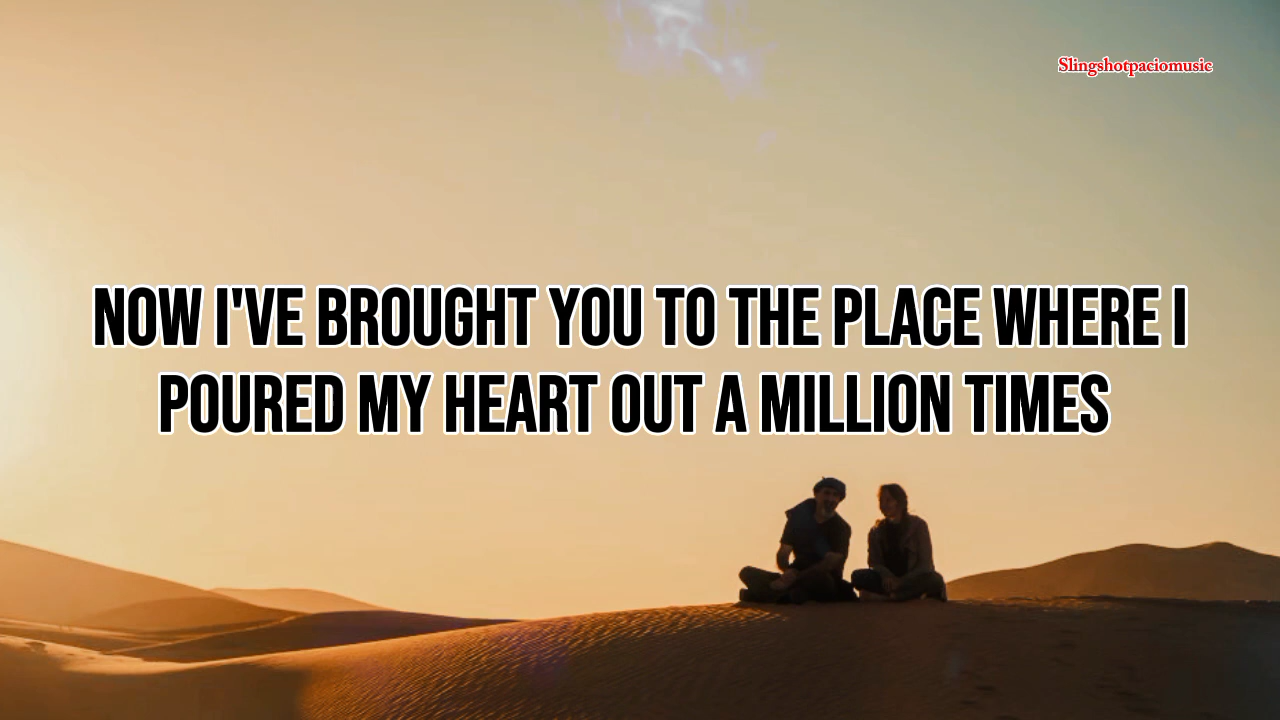 Slingshotpaciomusic
NOW I'VE BROUGHT YOU TO THE PLACE WHERE I
POURED MY HEART OUT A MILLION TIMES